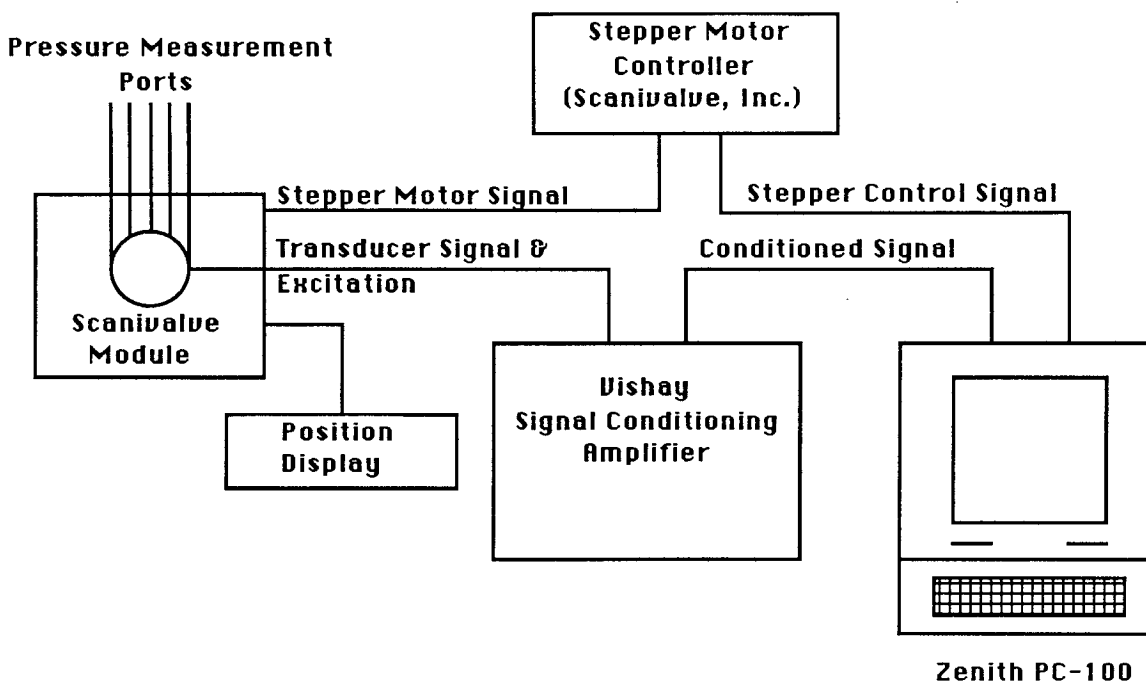 Pressure Measurement
Ports
Stepper Motor
Controller
(Scanivalve, Inc.)
Stepper Motor Signal
Stepper Control Signal
Transducer Signal &
Excitation
Conditioned Signal
Scanivalve
Module
Position
Display
Vishay
Signal Conditioning
Amplifier
Zenith PC-100